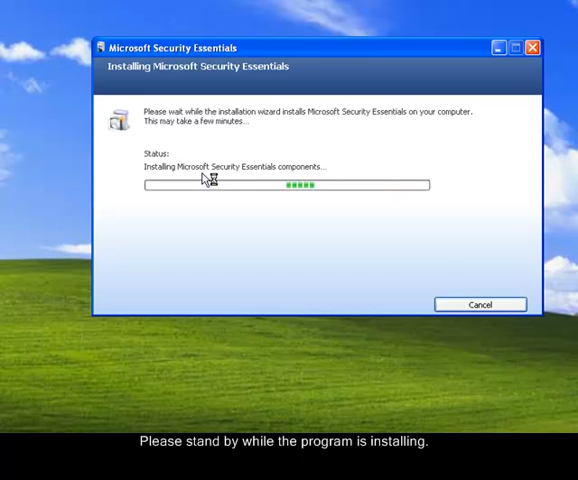 Microsoft Security Essentials
Installing Microsoft Security Essentials
Please wait while the installation wizard installs Microsoft Security Essentials on your computer.
This may take a few minutes...
Status:
Installing Microsoft Security Essentials components...
Cancel
Please stand by while the program is installing.